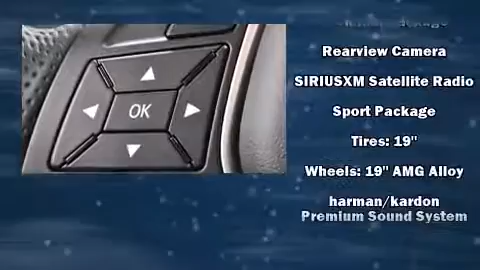 OK
Rearview Camera
SIRIUSXM Satellite Radio
Sport Package
Tires: 19"
Wheels: 19" AMG Alloy
harman/kardon
Premium Sound System